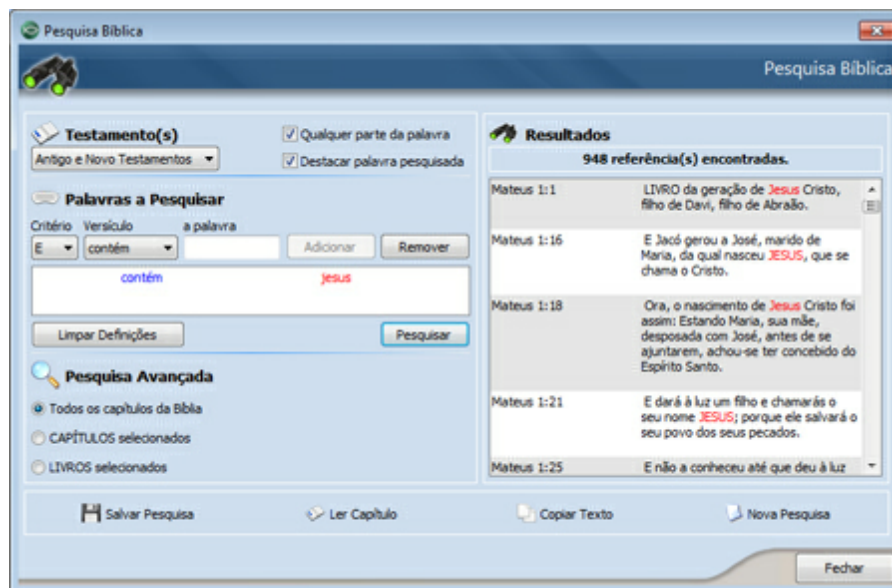 Pesquisa Bíblica
Pesquisa Bíblica
Testamento(s)
Antigo e Novo Testamentos
Qualquer parte da palavra
Destacar palavra pesquisada
Palavras a Pesquisar
Critério Versículo a palavra
E contém Adicionar Remover
contém jesus
Limpar Definições Pesquisar
Pesquisa Avançada
Todos os capítulos da Bíblia
CAPÍTULOS selecionados
LIVROS selecionados
Resultados
948 referência(s) encontradas.
Mateus 1:1 LIVRO da geração de Jesus Cristo,
filho de Davi, filho de Abraão.
Mateus 1:16 E Jacó gerou a José, marido de
Maria, da qual nasceu JESUS, que se
chama o Cristo.
Mateus 1:18 Ora, o nascimento de Jesus Cristo foi
assim: Estando Maria, sua mãe,
desposada com José, antes de se
ajuntarem, achou-se ter concebido do
Espírito Santo.
Mateus 1:21 E dará à luz um filho e chamarás o
seu nome JESUS; porque ele salvará o
seu povo dos seus pecados.
Mateus 1:25 E não a conheceu até que deu à luz
Salvar Pesquisa Ler Capítulo Copiar Texto Nova Pesquisa
Fechar